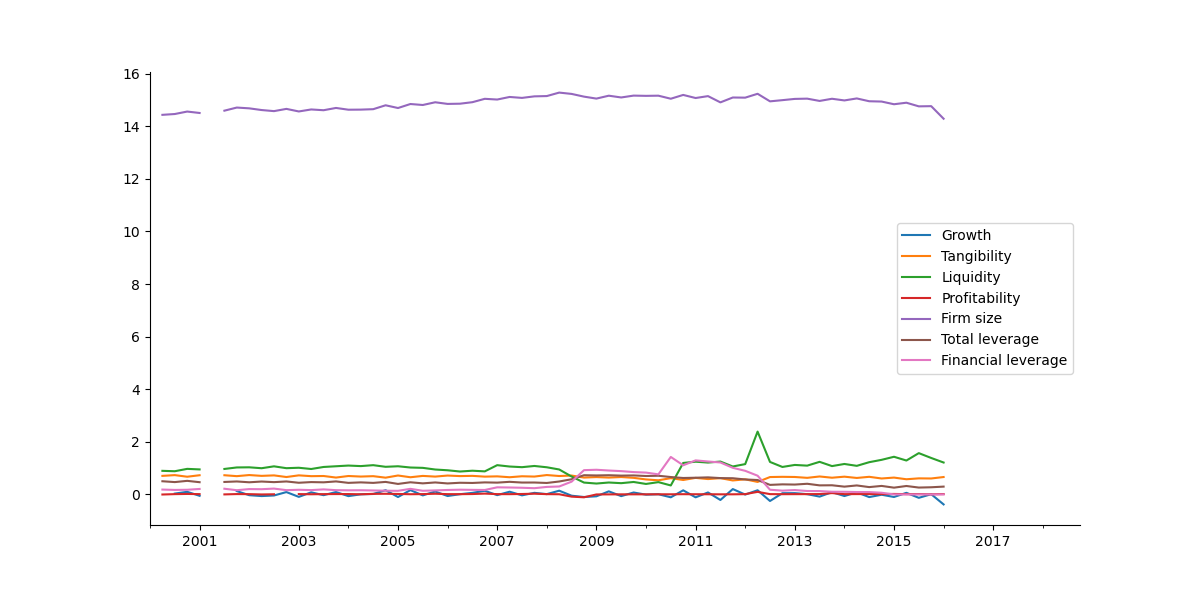 16
14
12
10
8
6
4
2
0
Growth
Tangibility
Liquidity
Profitability
Firm size
Total leverage
Financial leverage
2001 2003 2005 2007 2009 2011 2013 2015 2017